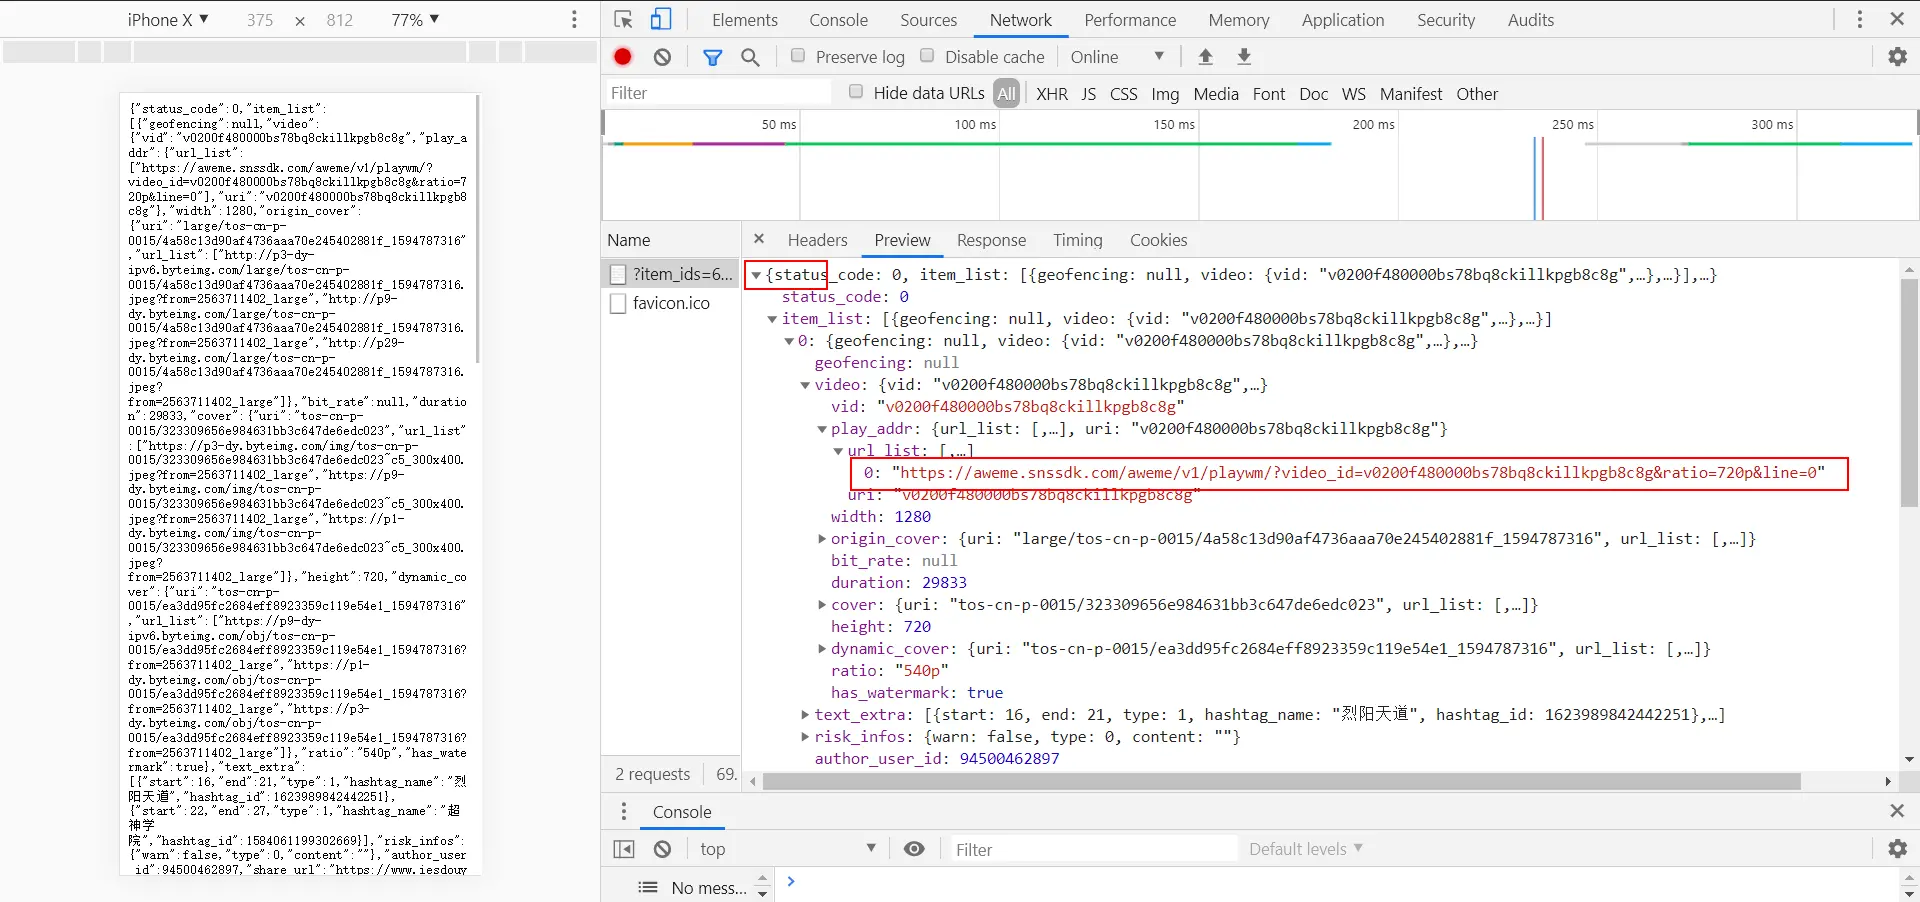 iPhone X ▼ 375 × 812 77% ▼
Elements Console Sources Network Performance Memory Application Security Audits
Preserve log Disable cache Online ▼
Filter Hide data URLs All XHR JS CSS Img Media Font Doc WS Manifest Other
50 ms 100 ms 150 ms 200 ms 250 ms 300 ms
{"status_code":0,"item_list":
[{"geofencing":null,"video":
{"vid":"v0200f480000bs78bq8ckillkpgb8c8g","play_a
ddr":{"url_list":
["https://aweme.snssdk.com/aweme/v1/playwm/?
video_id=v0200f480000bs78bq8ckillkpgb8c8g&ratio=7
20p&line=0"],"uri":"v0200f480000bs78bq8ckillkpgb8
c8g"},"width":1280,"origin_cover":
{"uri":"large/tos-cn-p-
0015/4a58c13d90af4736aaa70e245402881f_1594787316"
,"url_list":["http://p3-dy-
ipv6.byteimg.com/large/tos-cn-p-
0015/4a58c13d90af4736aaa70e245402881f_1594787316.
jpeg?from=2563711402_large","http://p9-
dy.byteimg.com/large/tos-cn-p-
0015/4a58c13d90af4736aaa70e245402881f_1594787316.
jpeg?from=2563711402_large","http://p29-
dy.byteimg.com/large/tos-cn-p-
0015/4a58c13d90af4736aaa70e245402881f_1594787316.
jpeg?
from=2563711402_large"]},"bit_rate":null,"duratio
n":29833,"cover":{"uri":"tos-cn-p-
0015/323309656e984631bb3c647de6edc023","url_list"
:["https://p3-dy.byteimg.com/img/tos-cn-p-
0015/323309656e984631bb3c647de6edc023~c5_300x400.
jpeg?from=2563711402_large","https://p9-
dy.byteimg.com/img/tos-cn-p-
0015/323309656e984631bb3c647de6edc023~c5_300x400.
jpeg?from=2563711402_large","https://p1-
dy.byteimg.com/img/tos-cn-p-
0015/323309656e984631bb3c647de6edc023~c5_300x400.
jpeg?
from=2563711402_large"]},"height":720,"dynamic_co
ver":{"uri":"tos-cn-p-
0015/ea3dd95fc2684eff8923359c119e54e1_1594787316"
,"url_list":["https://p9-dy-
ipv6.byteimg.com/obj/tos-cn-p-
0015/ea3dd95fc2684eff8923359c119e54e1_1594787316?
from=2563711402_large","https://p1-
dy.byteimg.com/obj/tos-cn-p-
0015/ea3dd95fc2684eff8923359c119e54e1_1594787316?
from=2563711402_large","https://p3-
dy.byteimg.com/obj/tos-cn-p-
0015/ea3dd95fc2684eff8923359c119e54e1_1594787316?
from=2563711402_large"]},"ratio":"540p","has_wate
rmark":true},"text_extra":
[{"start":16,"end":21,"type":1,"hashtag_name":"烈
阳天道","hashtag_id":1623989842442251},
{"start":22,"end":27,"type":1,"hashtag_name":"超
神学
院","hashtag_id":1584061199302669}],"risk_infos":
{"warn":false,"type":0,"content":""},"author_user
_id":94500462897,"share_url":"https://www.iesdouy
Name
?item_ids=6...
favicon.ico
2 requests 69.
× Headers Preview Response Timing Cookies
▼{status_code: 0, item_list: [{geofencing: null, video: {vid: "v0200f480000bs78bq8ckillkpgb8c8g",…},…}],…}
status_code: 0
▼item_list: [{geofencing: null, video: {vid: "v0200f480000bs78bq8ckillkpgb8c8g",…},…}]
▼0: {geofencing: null, video: {vid: "v0200f480000bs78bq8ckillkpgb8c8g",…},…}
geofencing: null
▼video: {vid: "v0200f480000bs78bq8ckillkpgb8c8g",…}
vid: "v0200f480000bs78bq8ckillkpgb8c8g"
▼play_addr: {url_list: [,…], uri: "v0200f480000bs78bq8ckillkpgb8c8g"}
▼url_list: [,…]
0: "https://aweme.snssdk.com/aweme/v1/playwm/?video_id=v0200f480000bs78bq8ckillkpgb8c8g&ratio=720p&line=0"
uri: "v0200f480000bs78bq8ckillkpgb8c8g"
width: 1280
▶origin_cover: {uri: "large/tos-cn-p-0015/4a58c13d90af4736aaa70e245402881f_1594787316", url_list: [,…]}
bit_rate: null
duration: 29833
▶cover: {uri: "tos-cn-p-0015/323309656e984631bb3c647de6edc023", url_list: [,…]}
height: 720
▶dynamic_cover: {uri: "tos-cn-p-0015/ea3dd95fc2684eff8923359c119e54e1_1594787316", url_list: [,…]}
ratio: "540p"
has_watermark: true
▶text_extra: [{start: 16, end: 21, type: 1, hashtag_name: "烈阳天道", hashtag_id: 1623989842442251},…]
▶risk_infos: {warn: false, type: 0, content: ""}
author_user_id: 94500462897
Console
top ▼ Filter Default levels ▼
No mess...